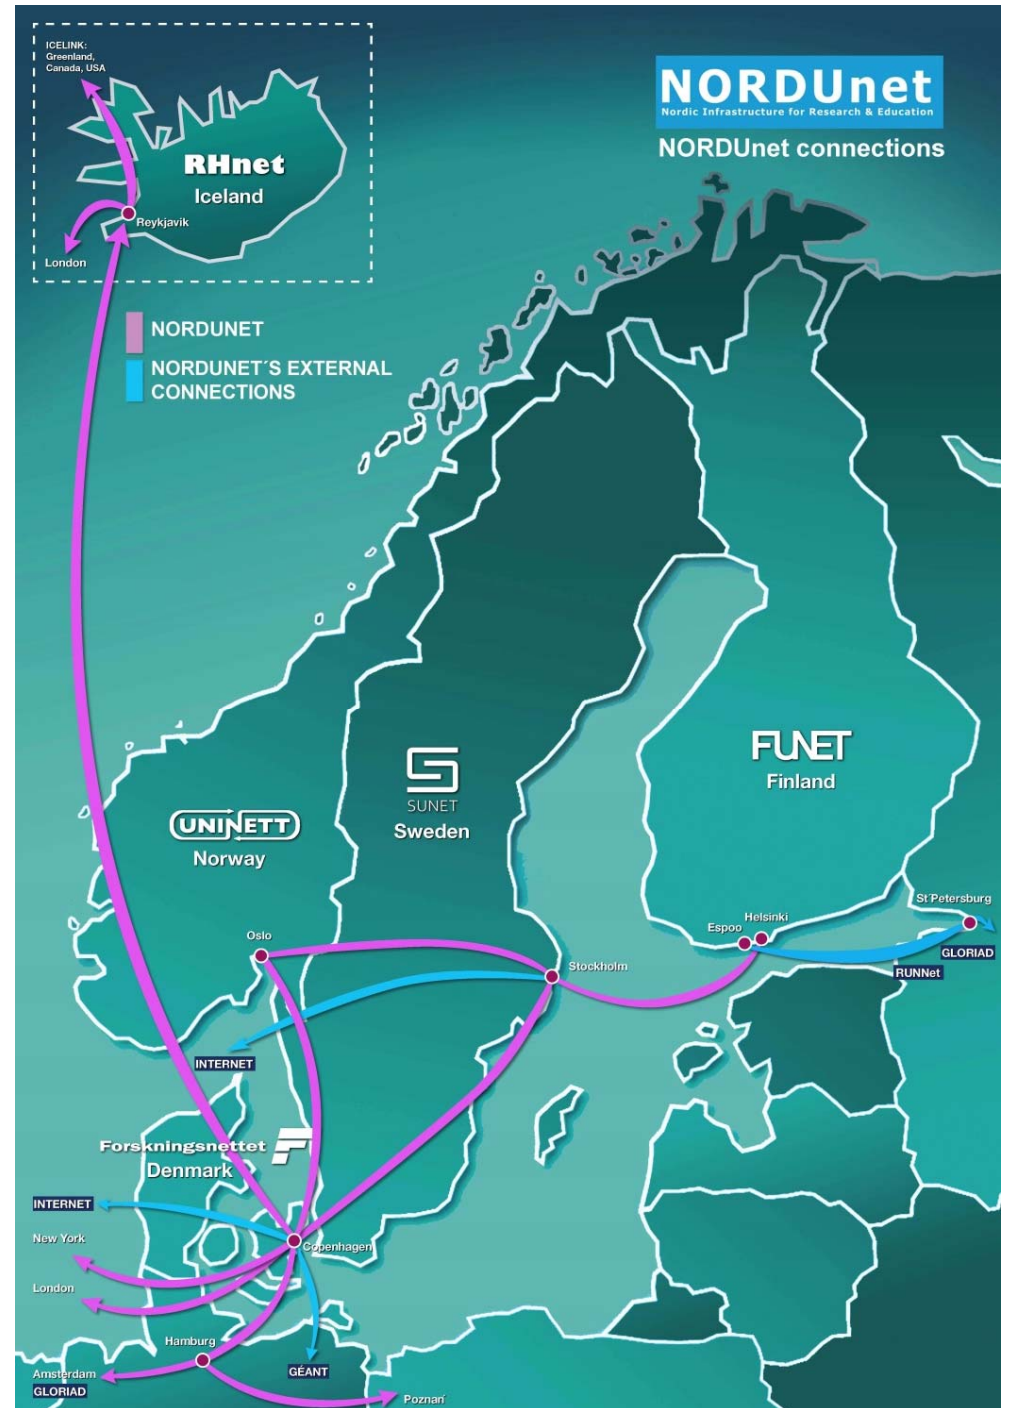 ICELINK:
Greenland,
Canada, USA
RHnet
Iceland
Reykjavik
London
NORDUnet
Nordic Infrastructure for Research & Education
NORDUnet connections
NORDUNET
NORDUNET´S EXTERNAL
CONNECTIONS
FUNET
Finland
SUNET
Sweden
UNINETT
Norway
St´Petersburg
Helsinki
Espoo
Oslo
GLORIAD
Stockholm
RUNNet
INTERNET
Forskningsnettet
Denmark
INTERNET
New York
Copenhagen
London
Hamburg
Amsterdam
GLORIAD
GÉANT
Poznań